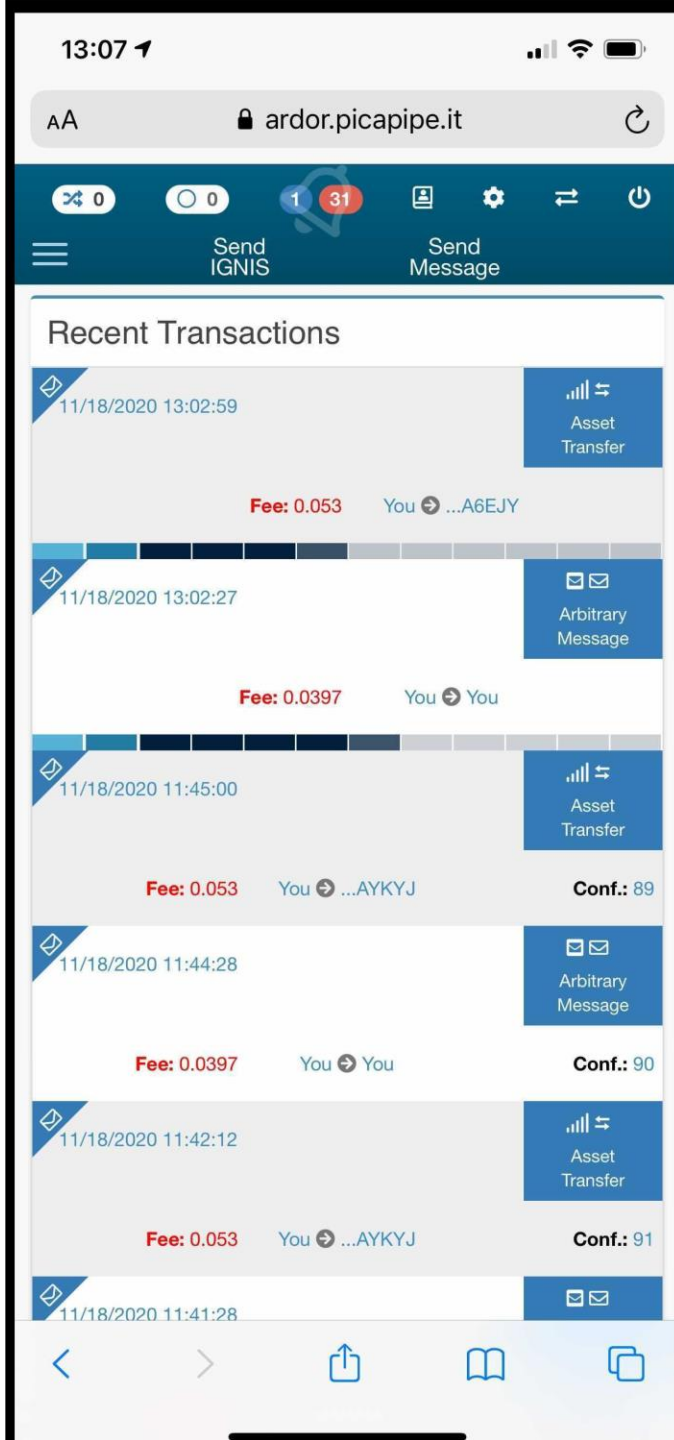 13:07
AA ardor.picapipe.it
0 0 1 31
Send IGNIS
Send Message
Recent Transactions
11/18/2020 13:02:59
Asset
Transfer
Fee: 0.053 You ...A6EJY
11/18/2020 13:02:27
Arbitrary
Message
Fee: 0.0397 You You
11/18/2020 11:45:00
Asset
Transfer
Fee: 0.053 You ...AYKYJ Conf.: 89
11/18/2020 11:44:28
Arbitrary
Message
Fee: 0.0397 You You Conf.: 90
11/18/2020 11:42:12
Asset
Transfer
Fee: 0.053 You ...AYKYJ Conf.: 91
11/18/2020 11:41:28